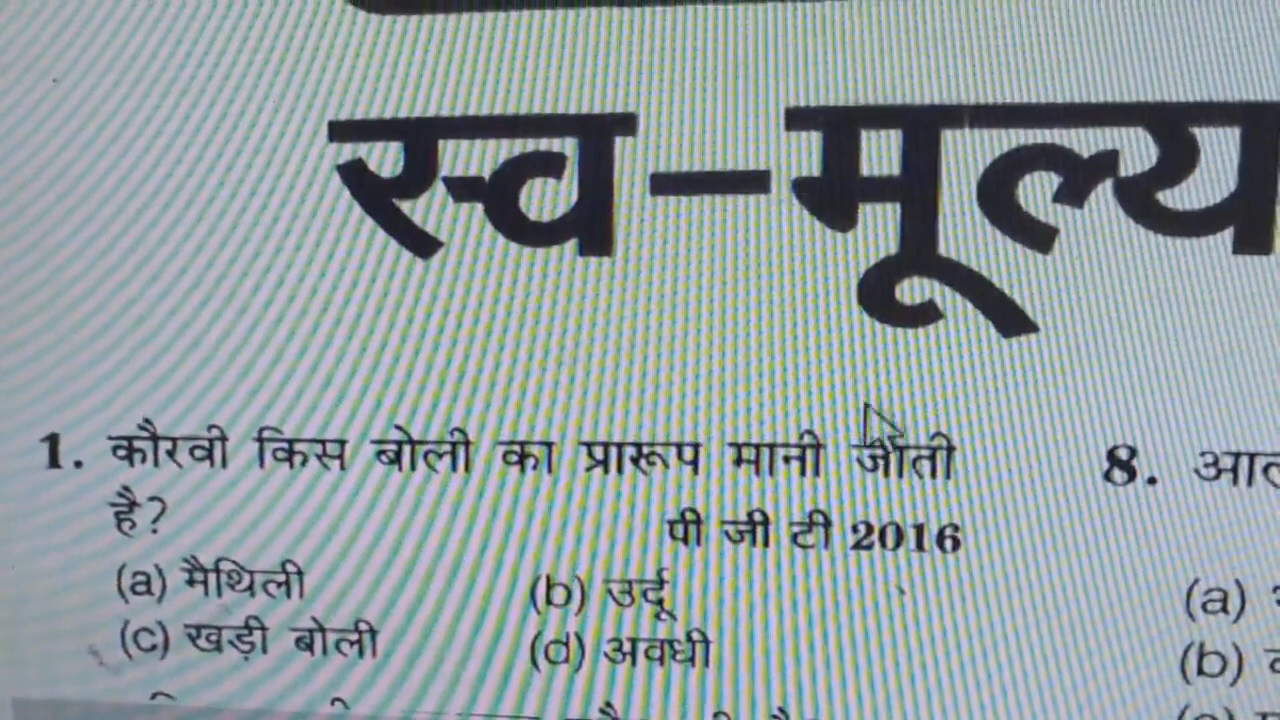 स्व–मूल्य
1. कौरवी किस बोली का प्रारूप मानी जाती
है?
पी जी टी 2016
(a) मैथिली (b) उर्दू
(c) खड़ी बोली (d) अवधी
8.
(a)
(b)